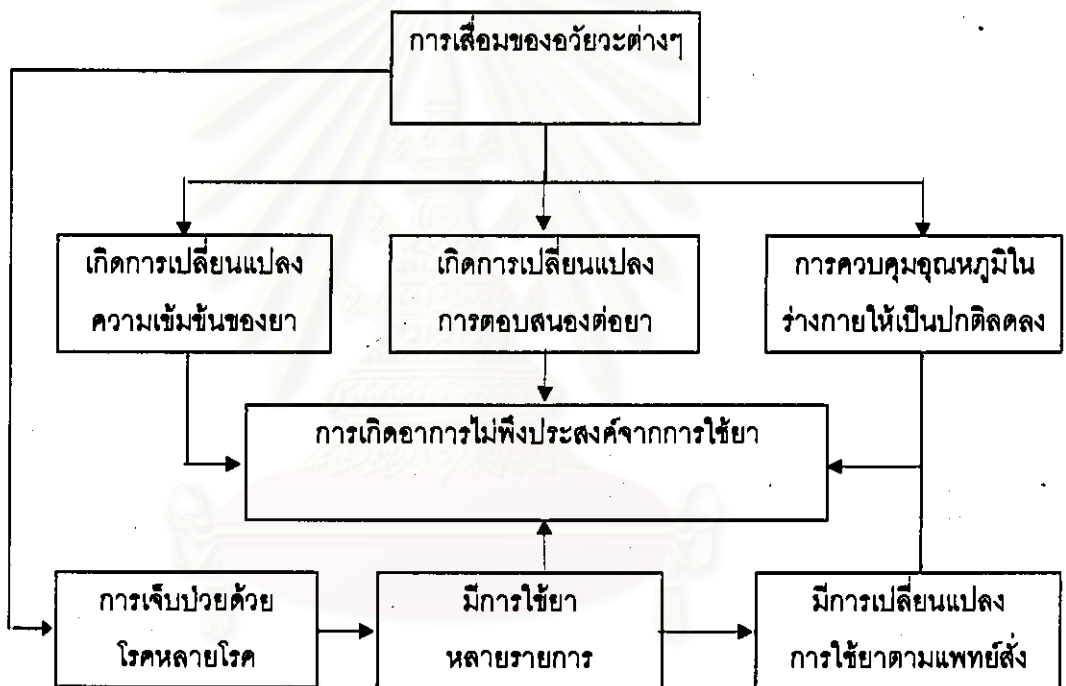 การเสื่อมของอวัยวะต่างๆ
เกิดการเปลี่ยนแปลง
ความเข้มข้นของยา
เกิดการเปลี่ยนแปลง
การตอบสนองต่อยา
การควบคุมอุณหภูมิใน
ร่างกายให้เป็นปกติลดลง
การเกิดอาการไม่พึงประสงค์จากการใช้ยา
การเจ็บป่วยด้วย
โรคหลายโรค
มีการใช้ยา
หลายรายการ
มีการเปลี่ยนแปลง
การใช้ยาตามแพทย์สั่ง